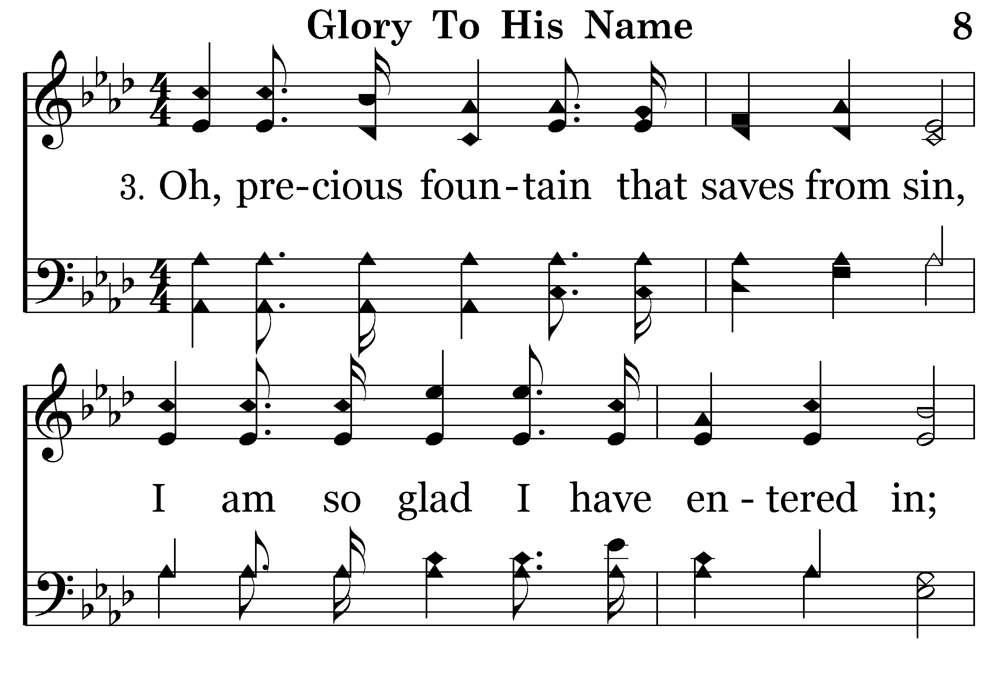 Glory To His Name 8
3. Oh, pre-cious foun-tain that saves from sin,
I am so glad I have en-tered in;